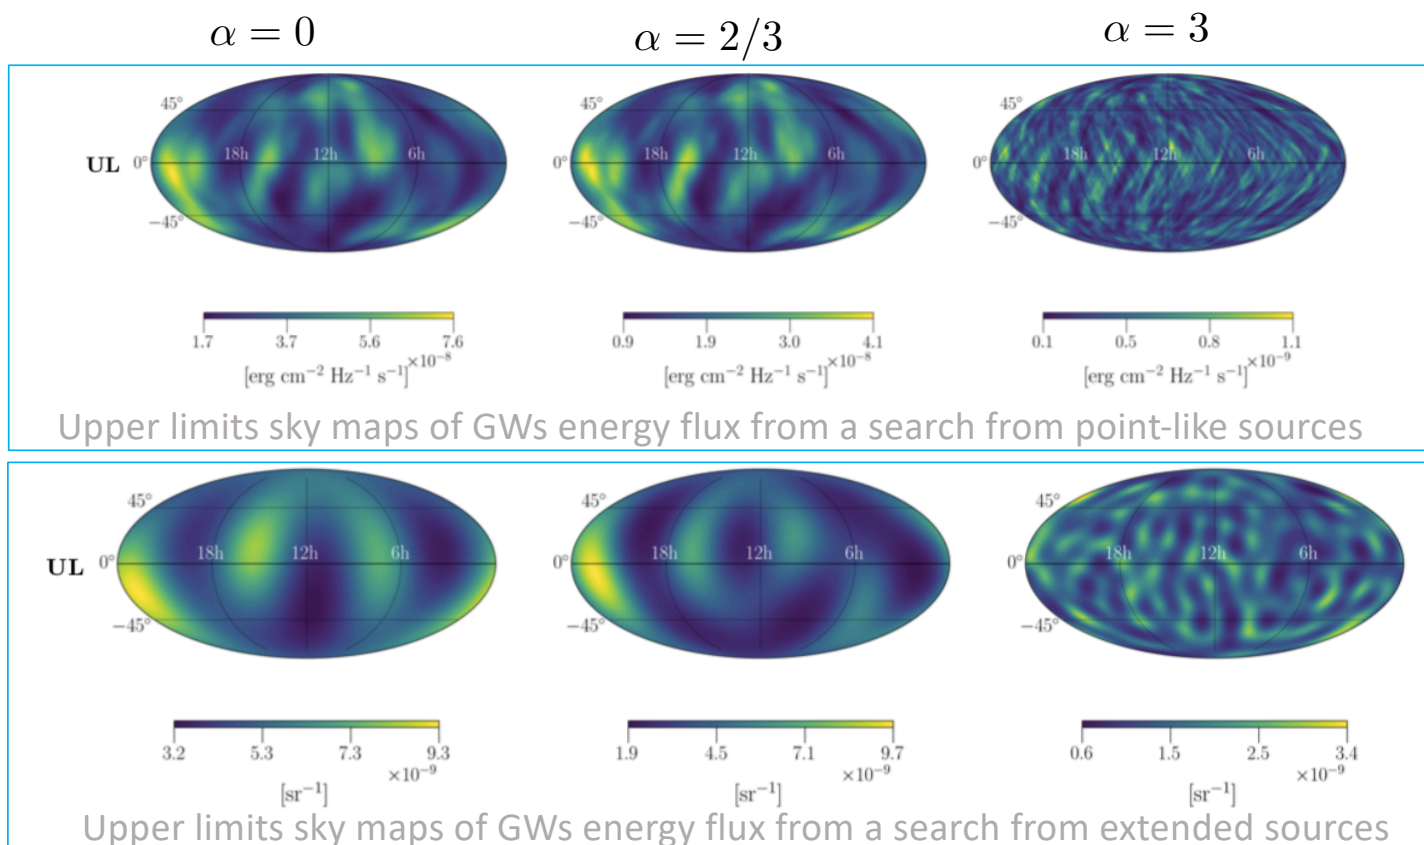 α = 0 α = 2/3 α = 3
45° 45° 45°
UL 0° 18h 12h 6h 0° 18h 12h 6h 0° 18h 12h 6h
−45° −45° −45°
1.7 3.7 5.6 7.6 0.9 1.9 3.0 4.1 0.1 0.5 0.8 1.1
×10⁻⁸ ×10⁻⁸ ×10⁻⁹
[erg cm⁻² Hz⁻¹ s⁻¹] [erg cm⁻² Hz⁻¹ s⁻¹] [erg cm⁻² Hz⁻¹ s⁻¹]
Upper limits sky maps of GWs energy flux from a search from point-like sources
45° 45° 45°
UL 0° 18h 12h 6h 0° 18h 12h 6h 0° 18h 12h 6h
−45° −45° −45°
3.2 5.3 7.3 9.3 1.9 4.5 7.1 9.7 0.6 1.5 2.5 3.4
×10⁻⁹ ×10⁻⁹ ×10⁻⁹
[sr⁻¹] [sr⁻¹] [sr⁻¹]
Upper limits sky maps of GWs energy flux from a search from extended sources